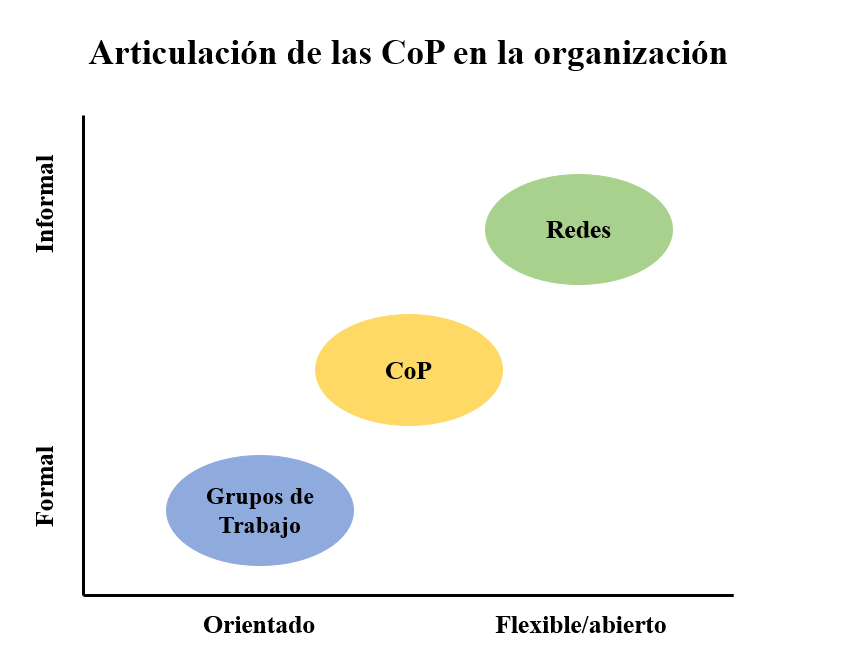 Articulación de las CoP en la organización
Informal
Redes
CoP
Formal
Grupos de
Trabajo
Orientado
Flexible/abierto